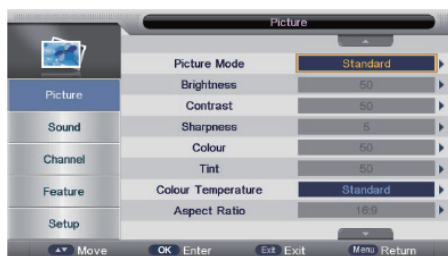 Picture
Picture
Sound
Channel
Feature
Setup
Picture Mode Standard
Brightness 50
Contrast 50
Sharpness 5
Colour 50
Tint 50
Colour Temperature Standard
Aspect Ratio 16:9
Move OK Enter Exit Exit Menu Return